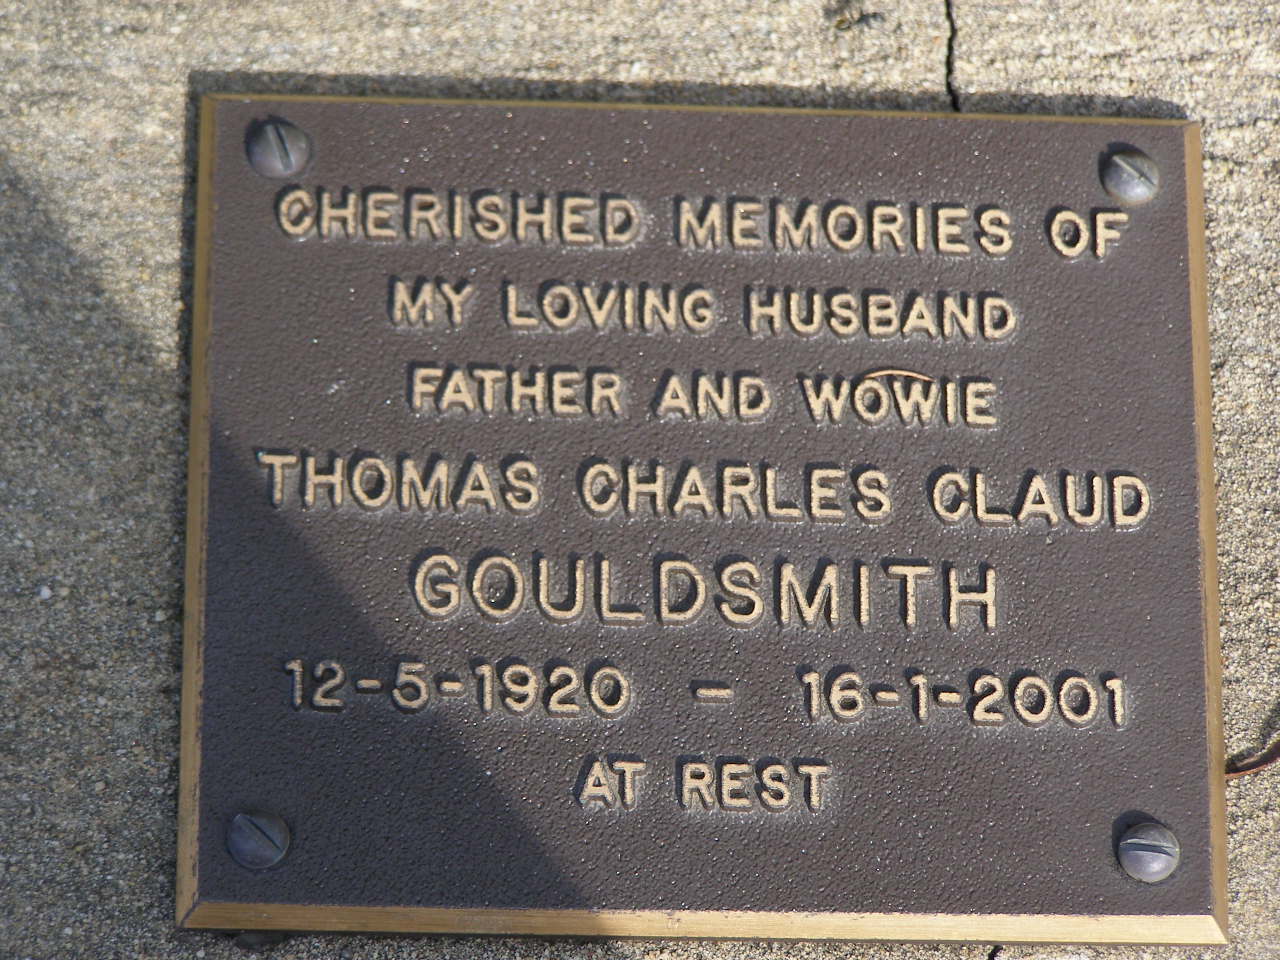 CHERISHED MEMORIES OF
MY LOVING HUSBAND
FATHER AND WOWIE
THOMAS CHARLES CLAUD
GOULDSMITH
12-5-1920 - 16-1-2001
AT REST